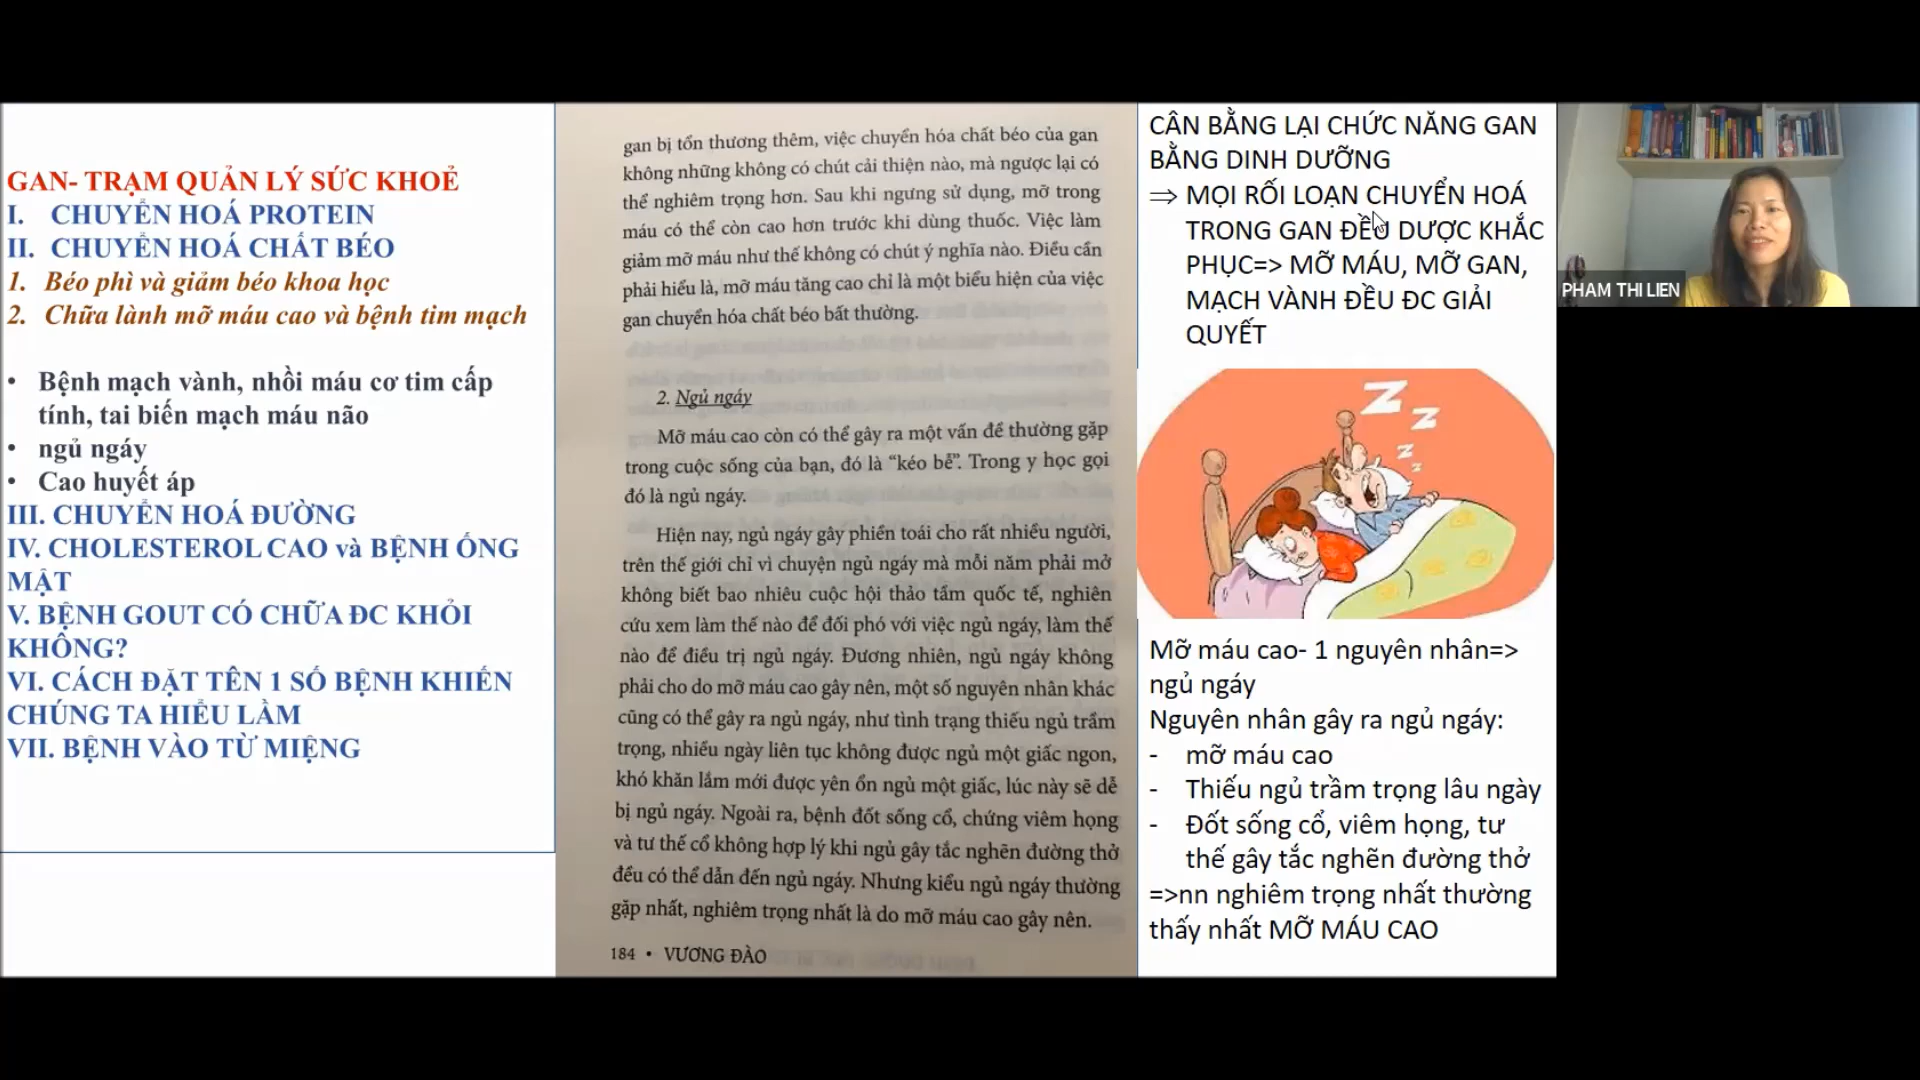 GAN- TRẠM QUẢN LÝ SỨC KHOẺ
I. CHUYỂN HOÁ PROTEIN
II. CHUYỂN HOÁ CHẤT BÉO
1. Béo phì và giảm béo khoa học
2. Chữa lành mỡ máu cao và bệnh tim mạch
• Bệnh mạch vành, nhồi máu cơ tim cấp
tính, tai biến mạch máu não
• ngủ ngáy
• Cao huyết áp
III. CHUYỂN HOÁ ĐƯỜNG
IV. CHOLESTEROL CAO và BỆNH ỐNG
MẬT
V. BỆNH GOUT CÓ CHỮA ĐC KHỎI
KHÔNG?
VI. CÁCH ĐẶT TÊN 1 SỐ BỆNH KHIẾN
CHÚNG TA HIỂU LẦM
VII. BỆNH VÀO TỪ MIỆNG
gan bị tổn thương thêm, việc chuyển hóa chất béo của gan
không những không có chút cải thiện nào, mà ngược lại có
thể nghiêm trọng hơn. Sau khi ngưng sử dụng, mỡ trong
máu có thể còn cao hơn trước khi dùng thuốc. Việc làm
giảm mỡ máu như thế không có chút ý nghĩa nào. Điều cần
phải hiểu là, mỡ máu tăng cao chỉ là một biểu hiện của việc
gan chuyển hóa chất béo bất thường.
2. Ngủ ngáy
Mỡ máu cao còn có thể gây ra một vấn đề thường gặp
trong cuộc sống của bạn, đó là “kéo bễ”. Trong y học gọi
đó là ngủ ngáy.
Hiện nay, ngủ ngáy gây phiền toái cho rất nhiều người,
trên thế giới chỉ vì chuyện ngủ ngáy mà mỗi năm phải mở
không biết bao nhiêu cuộc hội thảo tầm quốc tế, nghiên
cứu xem làm thế nào để đối phó với việc ngủ ngáy, làm thế
nào để điều trị ngủ ngáy. Đương nhiên, ngủ ngáy không
phải cho do mỡ máu cao gây nên, một số nguyên nhân khác
cũng có thể gây ra ngủ ngáy, như tình trạng thiếu ngủ trầm
trọng, nhiều ngày liên tục không được ngủ một giấc ngon,
khó khăn lắm mới được yên ổn ngủ một giấc, lúc này sẽ dễ
bị ngủ ngáy. Ngoài ra, bệnh đốt sống cổ, chứng viêm họng
và tư thế cổ không hợp lý khi ngủ gây tắc nghẽn đường thở
đều có thể dẫn đến ngủ ngáy. Nhưng kiểu ngủ ngáy thường
gặp nhất, nghiêm trọng nhất là do mỡ máu cao gây nên.
184 • VƯƠNG ĐÀO
CÂN BẰNG LẠI CHỨC NĂNG GAN
BẰNG DINH DƯỠNG
⇒ MỌI RỐI LOẠN CHUYỂN HOÁ
TRONG GAN ĐỀU DƯỢC KHẮC
PHỤC=> MỠ MÁU, MỠ GAN,
MẠCH VÀNH ĐỀU ĐC GIẢI
QUYẾT
Z Z
z
z
Mỡ máu cao- 1 nguyên nhân=>
ngủ ngáy
Nguyên nhân gây ra ngủ ngáy:
- mỡ máu cao
- Thiếu ngủ trầm trọng lâu ngày
- Đốt sống cổ, viêm họng, tư
thế gây tắc nghẽn đường thở
=>nn nghiêm trọng nhất thường
thấy nhất MỠ MÁU CAO
PHAM THI LIEN